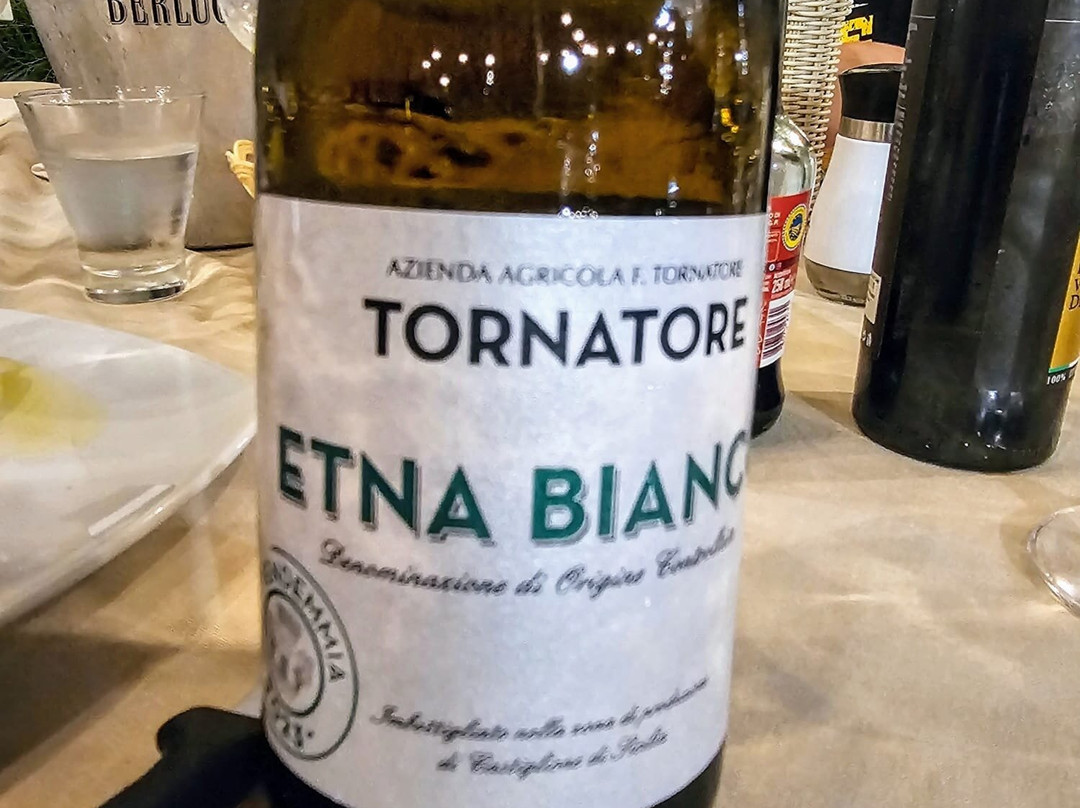 BERLUC
AZIENDA AGRICOLA F. TORNATORE
TORNATORE
ETNA BIANC
Denominazione di Origine Controllata
Imbottigliato nella zona di produzione
di Castiglione di Sicilia
250 ml
100%